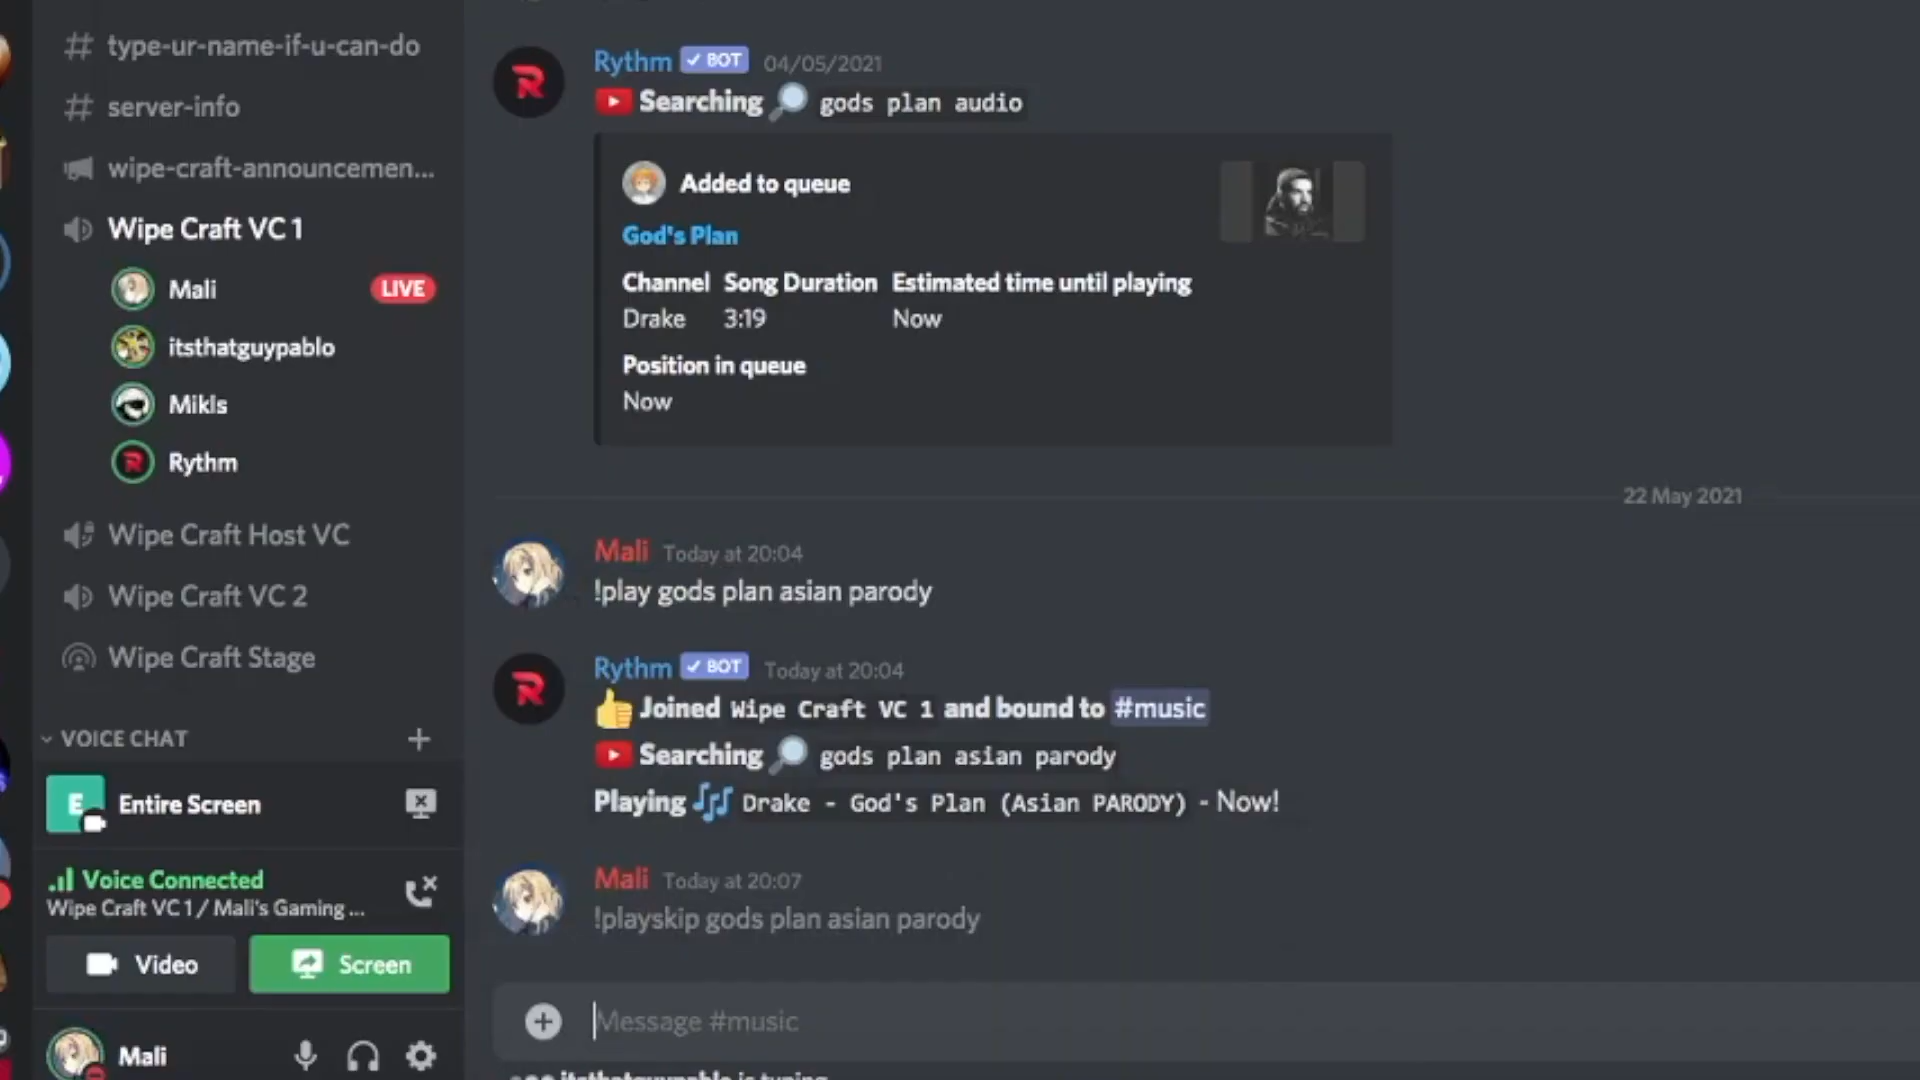 type-ur-name-if-u-can-do
server-info
wipe-craft-announcemen...
Wipe Craft VC 1
Mali LIVE
itsthatguypablo
Mikls
Rythm
Wipe Craft Host VC
Wipe Craft VC 2
Wipe Craft Stage
VOICE CHAT
E Entire Screen
Voice Connected
Wipe Craft VC 1 / Mali's Gaming ...
Video Screen
Mali
Rythm BOT 04/05/2021
Searching gods plan audio
Added to queue
God's Plan
Channel Song Duration Estimated time until playing
Drake 3:19 Now
Position in queue
Now
22 May 2021
Mali Today at 20:04
!play gods plan asian parody
Rythm BOT Today at 20:04
Joined Wipe Craft VC 1 and bound to #music
Searching gods plan asian parody
Playing Drake - God's Plan (Asian PARODY) - Now!
Mali Today at 20:07
!playskip gods plan asian parody
Message #music
itsthatguypablo is typing